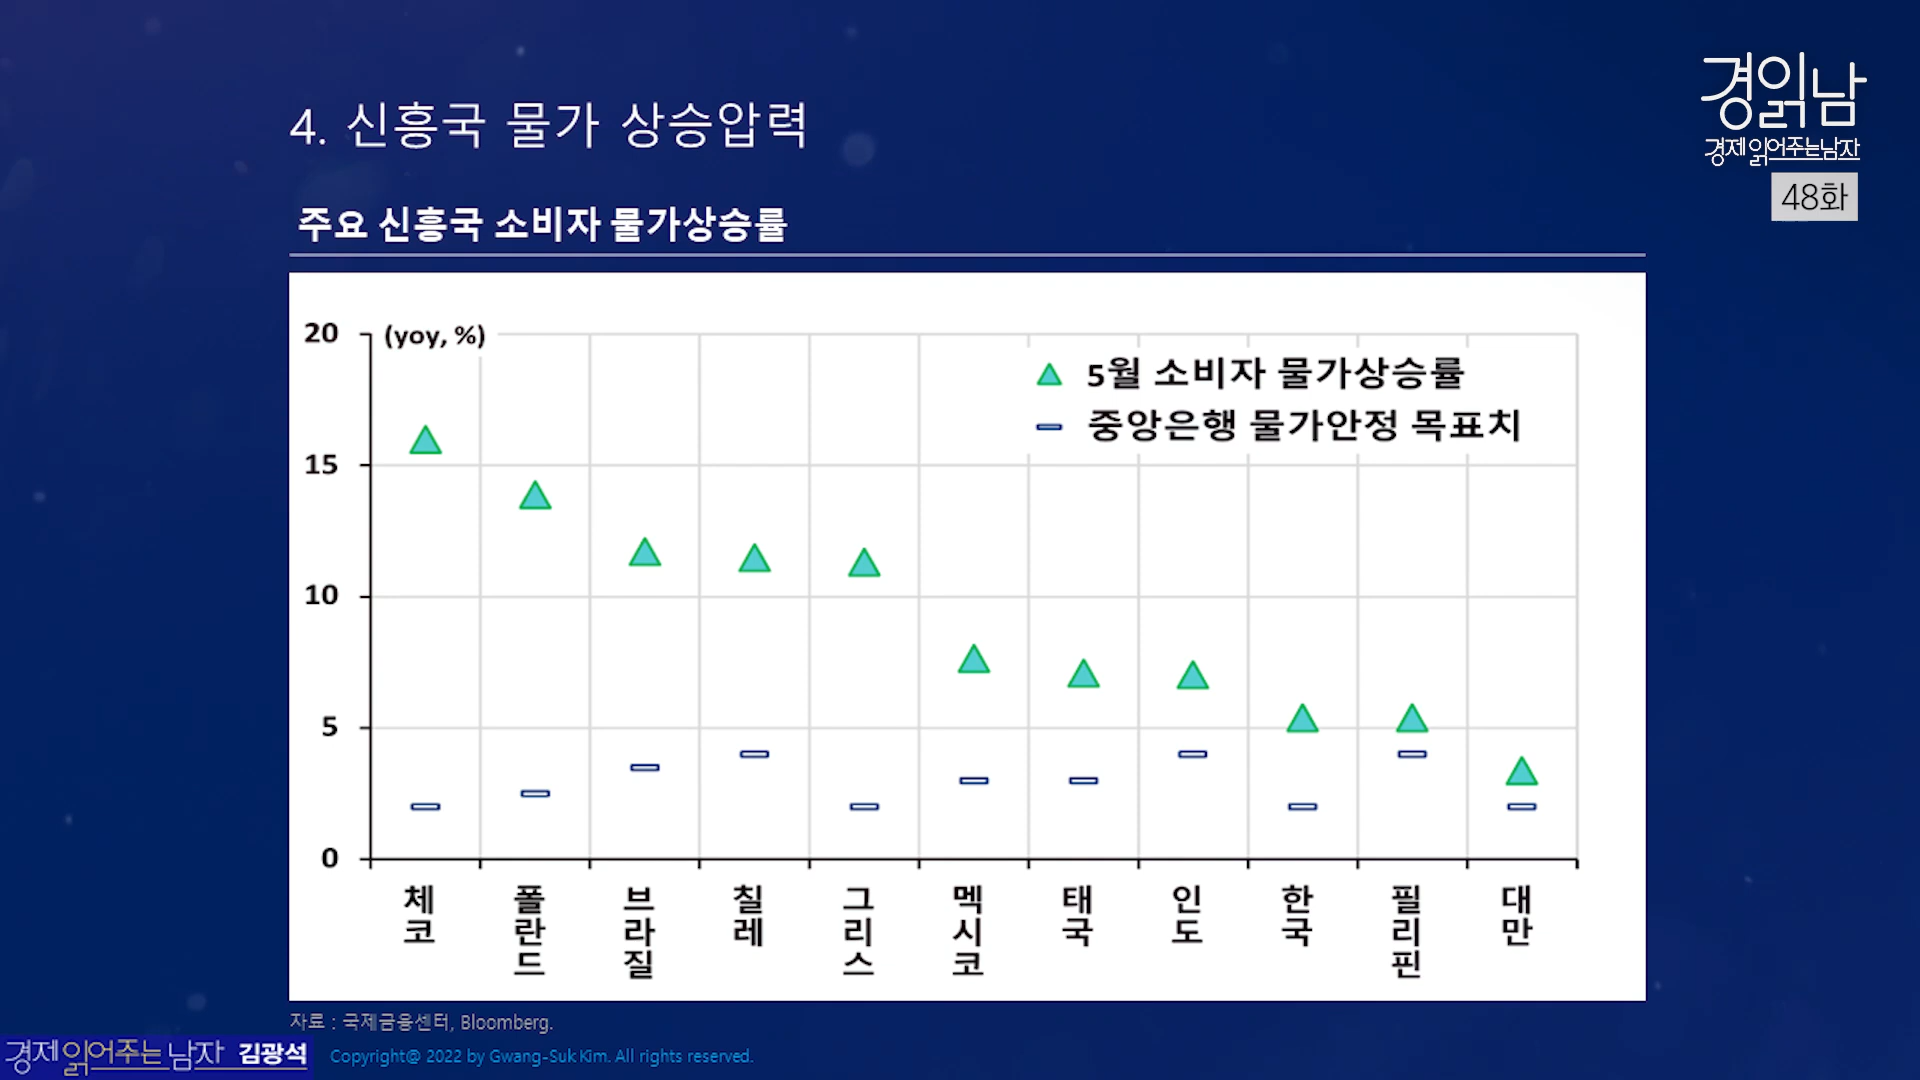 4. 신흥국 물가 상승압력
경읽남
경제 읽어주는남자
48화
주요 신흥국 소비자 물가상승률
(yoy, %)
20
15
10
5
0
5월 소비자 물가상승률
중앙은행 물가안정 목표치
체코
폴란드
브라질
칠레
그리스
멕시코
태국
인도
한국
필리핀
대만
자료 : 국제금융센터, Bloomberg.
경제 읽어주는 남자 김광석
Copyright@ 2022 by Gwang-Suk Kim. All rights reserved.